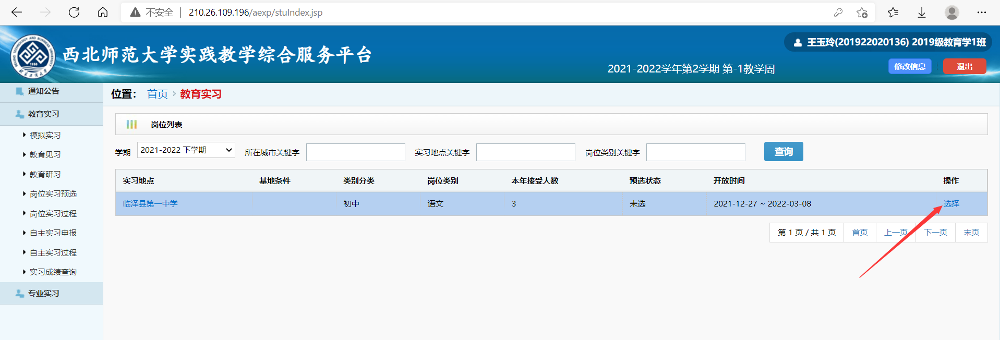 不安全 | 210.26.109.196/aexp/stuIndex.jsp
西北师范大学实践教学综合服务平台
王玉玲(201922020136) 2019级教育学1班
2021-2022学年第2学期 第-1教学周
修改信息 | 退出
通知公告
教育实习
模拟实习
教育见习
教育研习
岗位实习预选
岗位实习过程
自主实习申报
自主实习过程
实习成绩查询
专业实习
位置： 首页 › 教育实习
岗位列表
学期 2021-2022 下学期 所在城市关键字 实习地点关键字 岗位类别关键字 查询
实习地点 基地条件 类别分类 岗位类别 本年接受人数 预选状态 开放时间 操作
临泽县第一中学 初中 语文 3 未选 2021-12-27 ~ 2022-03-08 选择
第 1 页 / 共 1 页 首页 上一页 下一页 末页